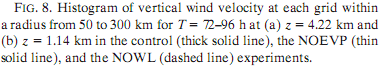 FIG. 8. Histogram of vertical wind velocity at each grid within
a radius from 50 to 300 km for T = 72–96 h at (a) z = 4.22 km and
(b) z = 1.14 km in the control (thick solid line), the NOEVP (thin
solid line), and the NOWL (dashed line) experiments.